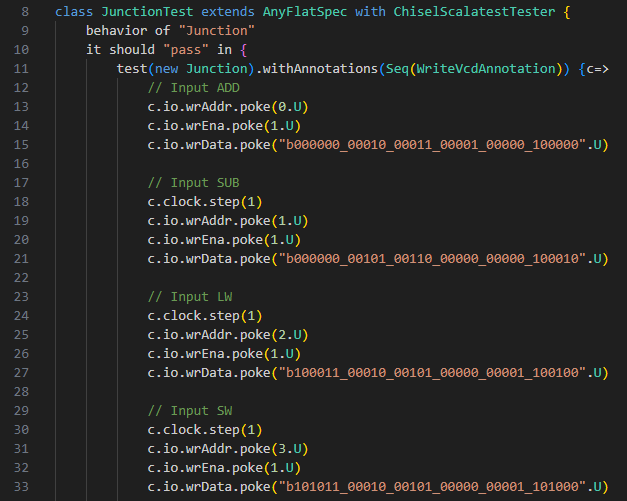 8 class JunctionTest extends AnyFlatSpec with ChiselScalatestTester {
9 behavior of "Junction"
10 it should "pass" in {
11 test(new Junction).withAnnotations(Seq(WriteVcdAnnotation)) {c=>
12 // Input ADD
13 c.io.wrAddr.poke(0.U)
14 c.io.wrEna.poke(1.U)
15 c.io.wrData.poke("b000000_00010_00011_00001_00000_100000".U)
16
17 // Input SUB
18 c.clock.step(1)
19 c.io.wrAddr.poke(1.U)
20 c.io.wrEna.poke(1.U)
21 c.io.wrData.poke("b000000_00101_00110_00000_00000_100010".U)
22
23 // Input LW
24 c.clock.step(1)
25 c.io.wrAddr.poke(2.U)
26 c.io.wrEna.poke(1.U)
27 c.io.wrData.poke("b100011_00010_00101_00000_00001_100100".U)
28
29 // Input SW
30 c.clock.step(1)
31 c.io.wrAddr.poke(3.U)
32 c.io.wrEna.poke(1.U)
33 c.io.wrData.poke("b101011_00010_00101_00000_00001_101000".U)